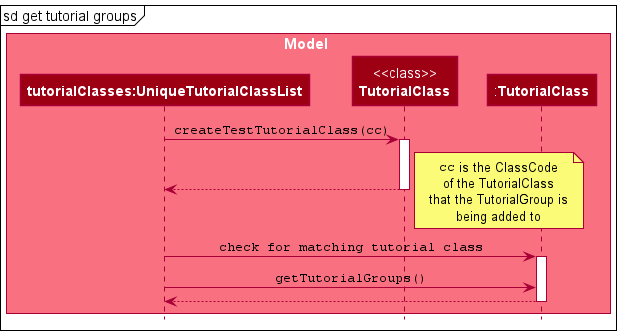 sd get tutorial groups
Model
tutorialClasses:UniqueTutorialClassList
<<class>>
TutorialClass
:TutorialClass
createTestTutorialClass(cc)
cc is the ClassCode
of the TutorialClass
that the TutorialGroup is
being added to
check for matching tutorial class
getTutorialGroups()